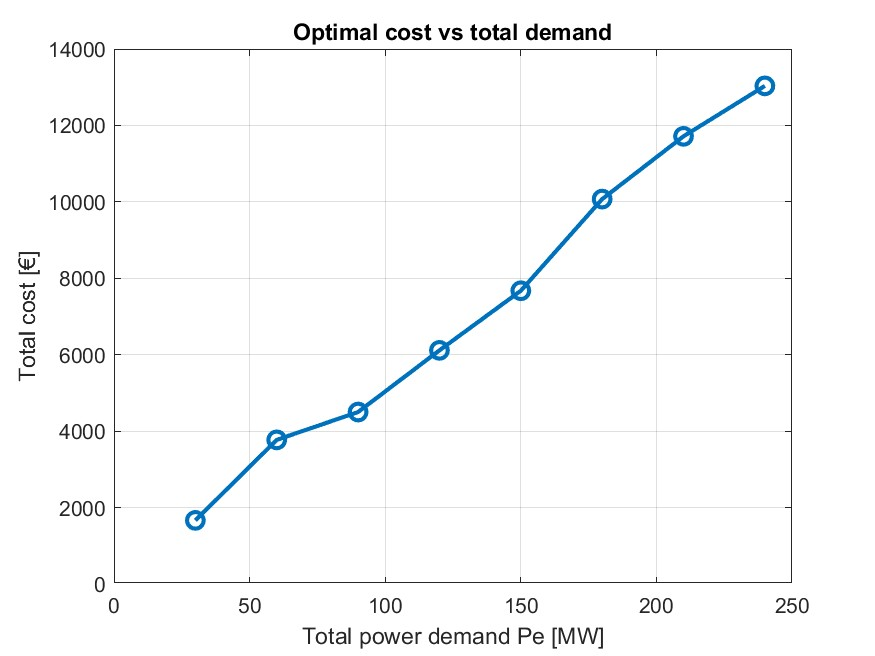 Optimal cost vs total demand
14000
12000
10000
8000
6000
4000
2000
0
Total cost [€]
0 50 100 150 200 250
Total power demand Pe [MW]